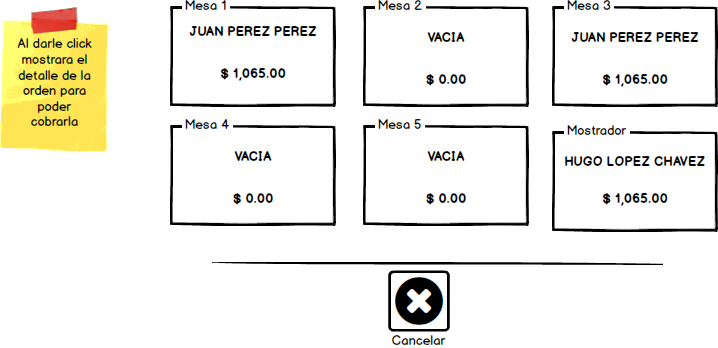 Al darle click
mostrara el
detalle de la
orden para
poder
cobrarla
Mesa 1
JUAN PEREZ PEREZ
$ 1,065.00
Mesa 2
VACIA
$ 0.00
Mesa 3
JUAN PEREZ PEREZ
$ 1,065.00
Mesa 4
VACIA
$ 0.00
Mesa 5
VACIA
$ 0.00
Mostrador
HUGO LOPEZ CHAVEZ
$ 1,065.00
Cancelar